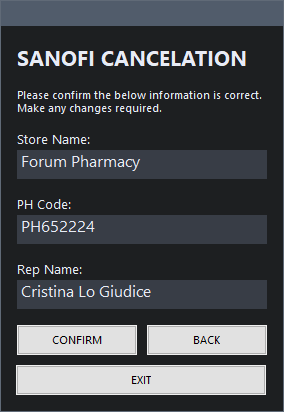 SANOFI CANCELATION
Please confirm the below information is correct.
Make any changes required.
Store Name:
Forum Pharmacy
PH Code:
PH652224
Rep Name:
Cristina Lo Giudice
CONFIRM
BACK
EXIT